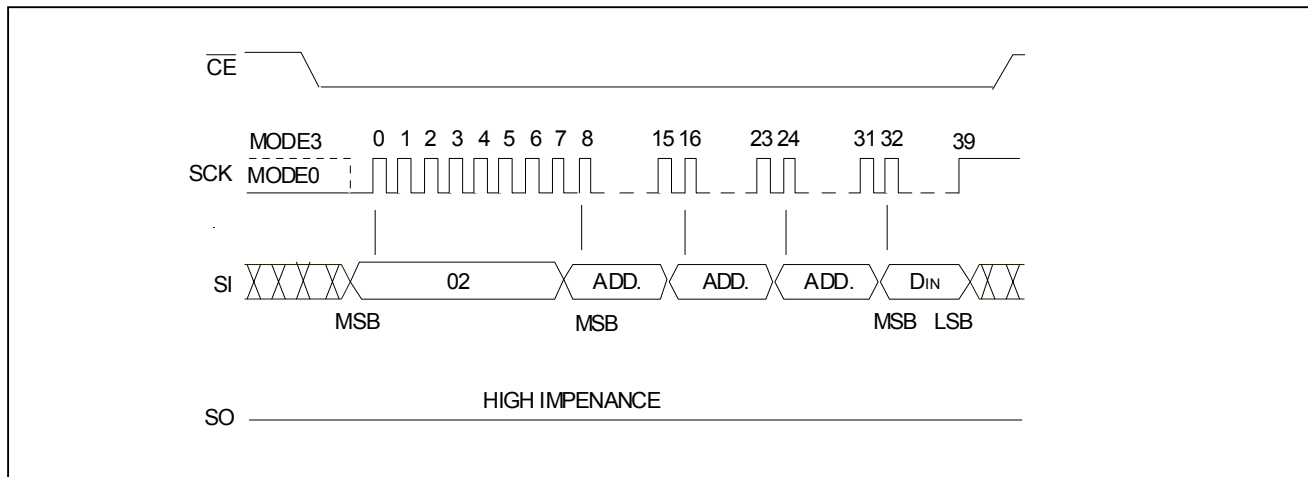 CE
MODE3 0 1 2 3 4 5 6 7 8 15 16 23 24 31 32 39
SCK MODE0
SI 02 ADD. ADD. ADD. DIN
MSB MSB MSB LSB
HIGH IMPENANCE
SO